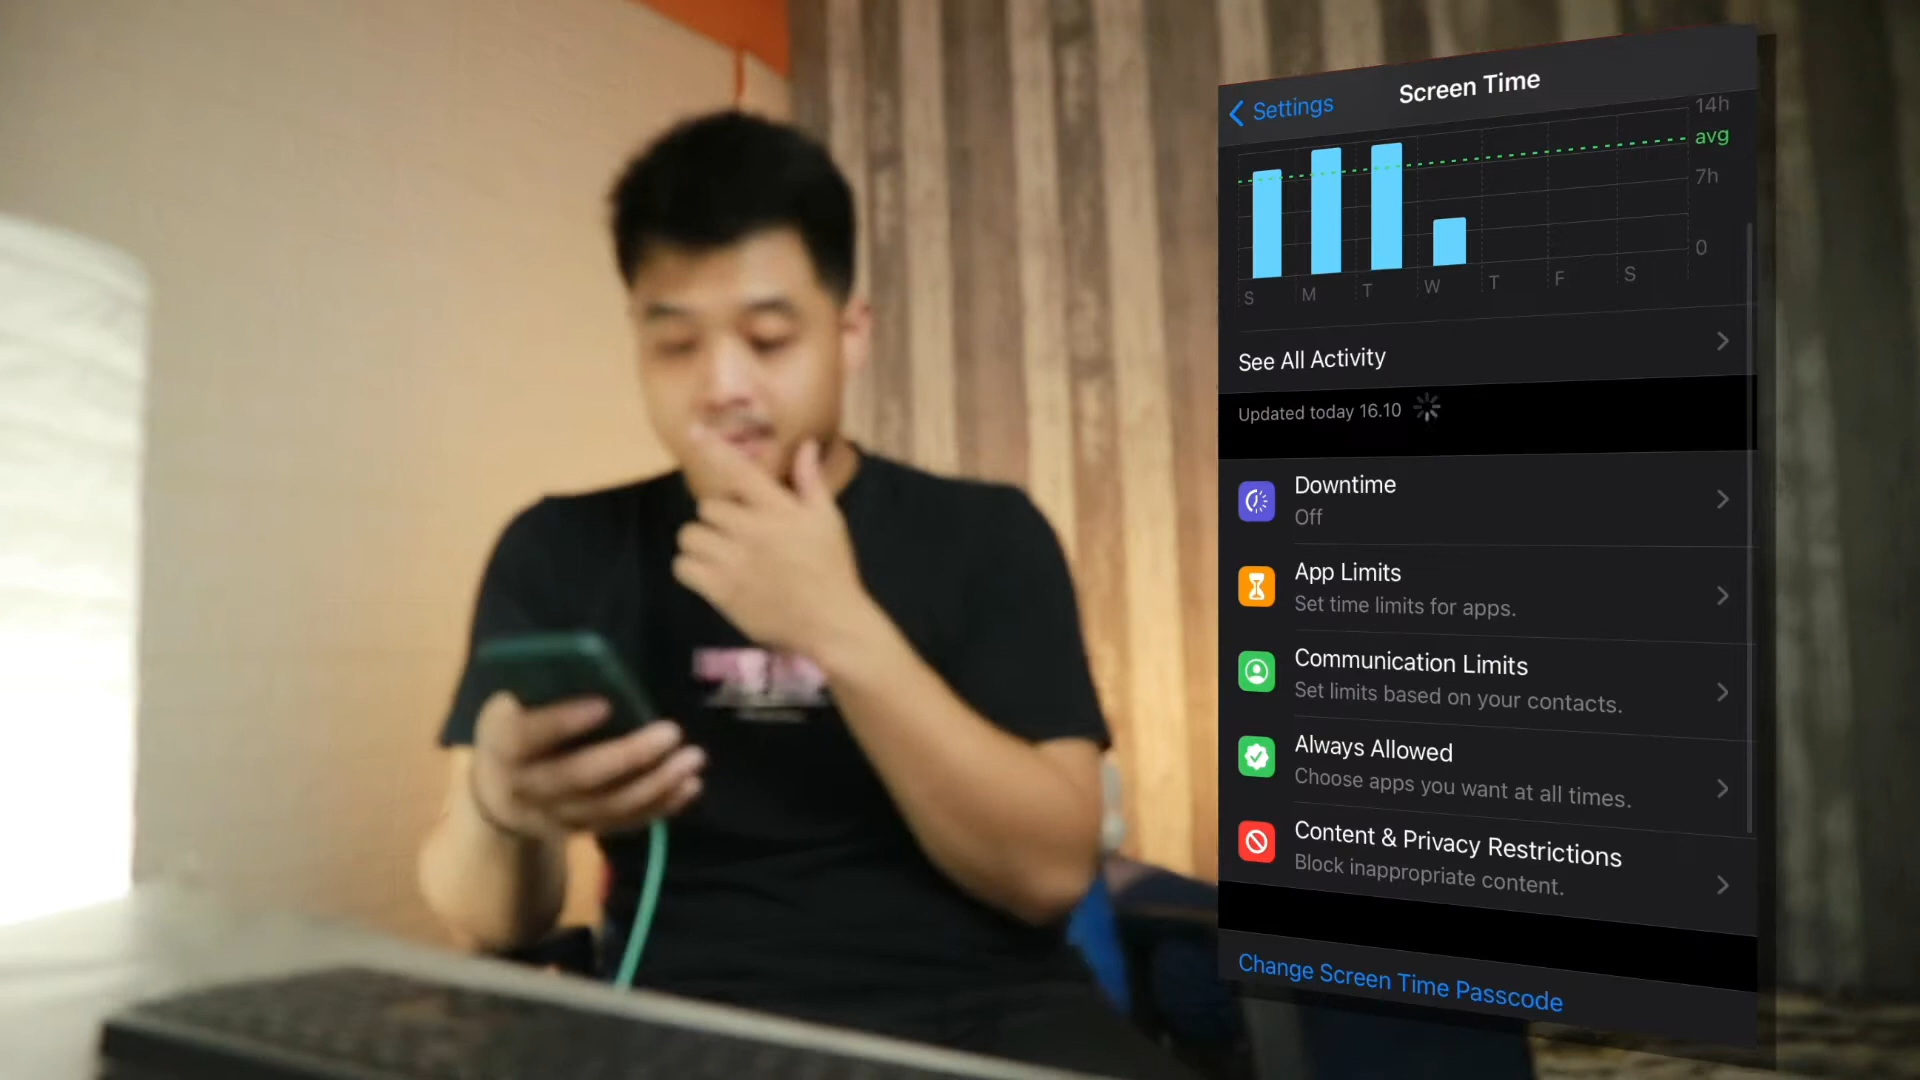 Settings
Screen Time
14h
avg
7h
0
S M T W T F S
See All Activity
Updated today 16.10
Downtime
Off
App Limits
Set time limits for apps.
Communication Limits
Set limits based on your contacts.
Always Allowed
Choose apps you want at all times.
Content & Privacy Restrictions
Block inappropriate content.
Change Screen Time Passcode